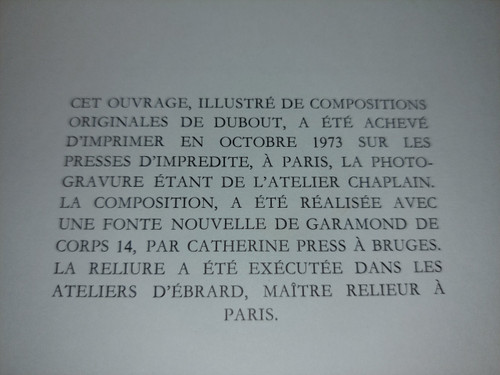 CET OUVRAGE, ILLUSTRÉ DE COMPOSITIONS
ORIGINALES DE DUBOUT, A ÉTÉ ACHEVÉ
D'IMPRIMER EN OCTOBRE 1973 SUR LES
PRESSES D'IMPREDITE, À PARIS, LA PHOTO-
GRAVURE ÉTANT DE L'ATELIER CHAPLAIN.
LA COMPOSITION, A ÉTÉ RÉALISÉE AVEC
UNE FONTE NOUVELLE DE GARAMOND DE
CORPS 14, PAR CATHERINE PRESS À BRUGES.
LA RELIURE A ÉTÉ EXÉCUTÉE DANS LES
ATELIERS D'ÉBRARD, MAÎTRE RELIEUR À
PARIS.